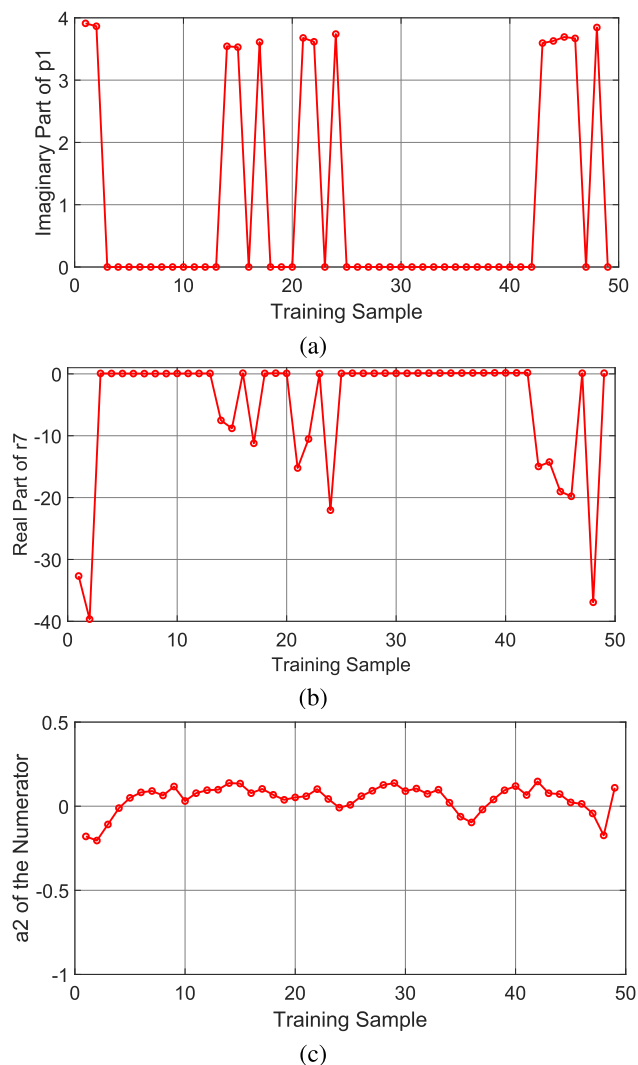 4
3
2
1
0
Imaginary Part of p1
0 10 20 30 40 50
Training Sample
(a)
0
-10
-20
-30
-40
Real Part of r7
0 10 20 30 40 50
Training Sample
(b)
0.5
0
-0.5
-1
a2 of the Numerator
0 10 20 30 40 50
Training Sample
(c)